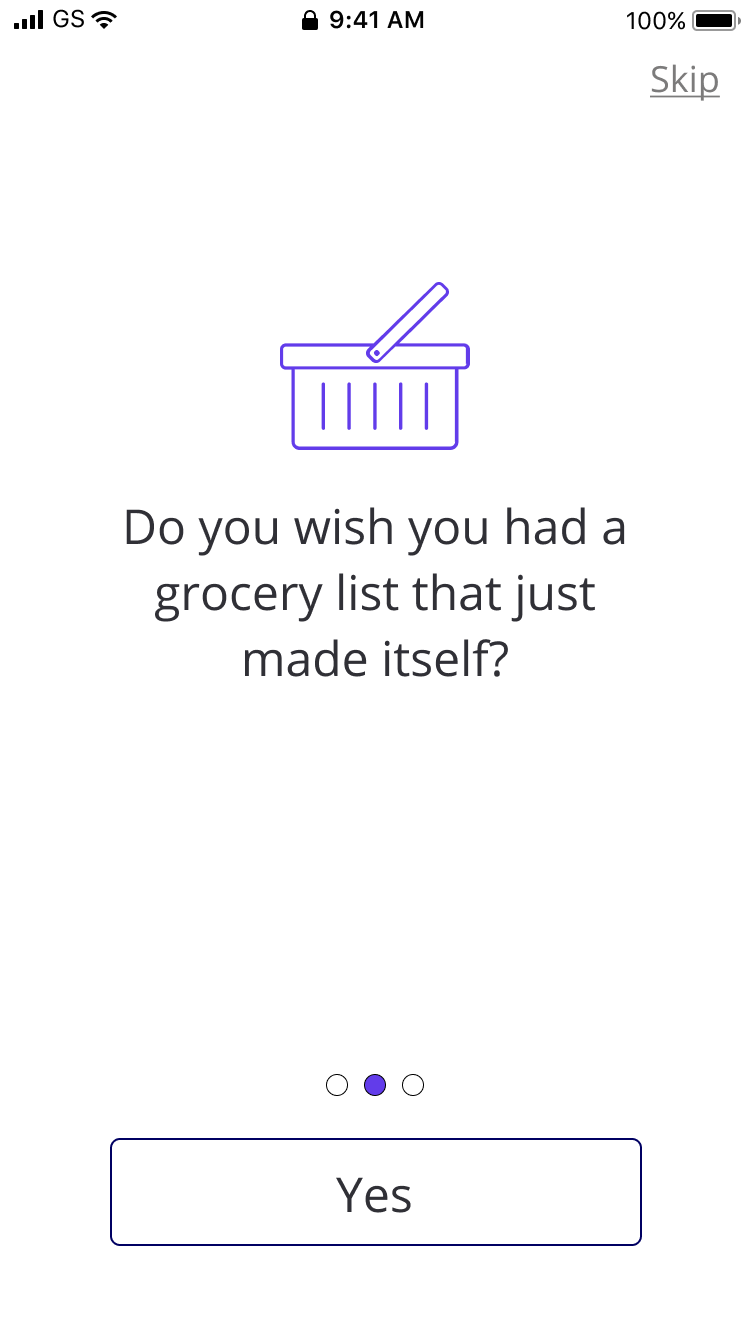 GS 9:41 AM 100%
Skip
Do you wish you had a
grocery list that just
made itself?
Yes